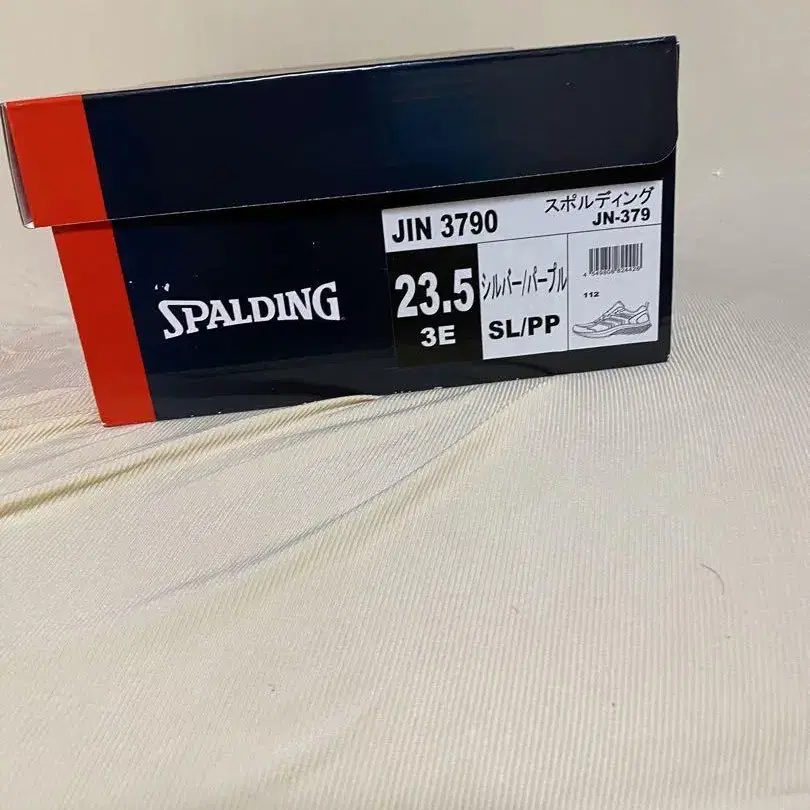 SPALDING
JIN 3790
スポルディング
JN-379
23.5
3E
シルバー/パープル
SL/PP
112